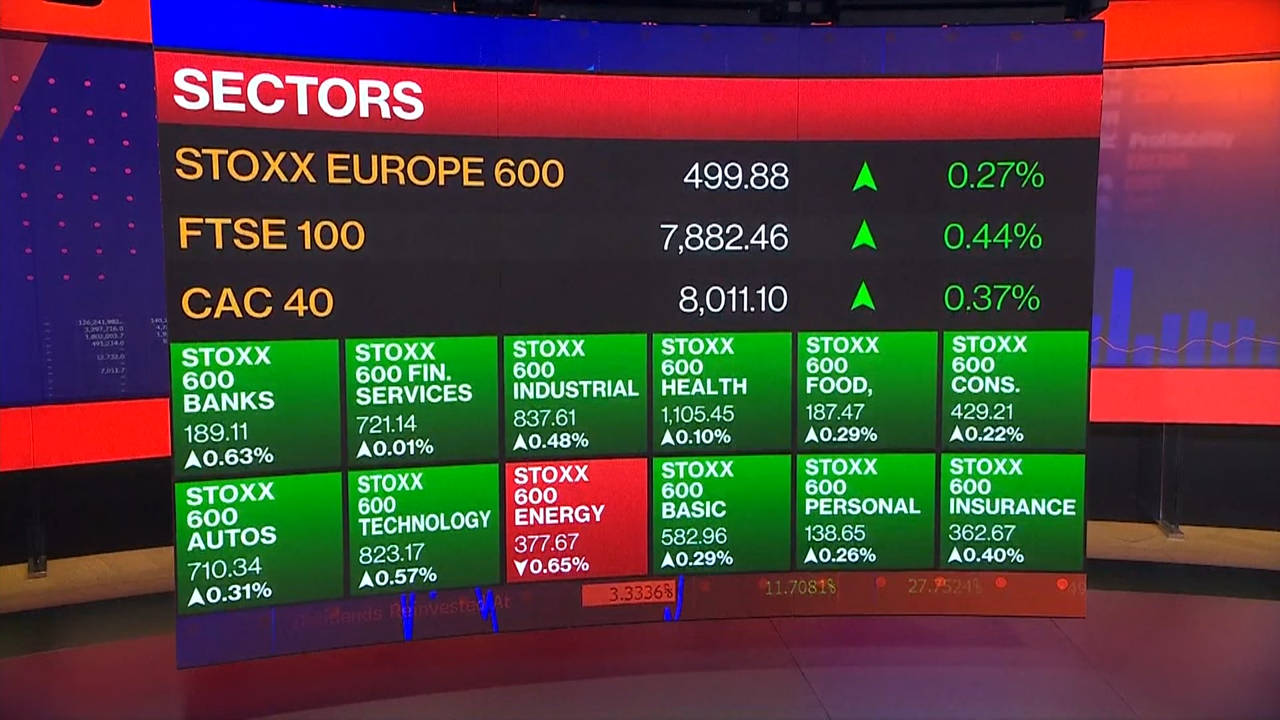 SECTORS
STOXX EUROPE 600 499.88 ▲ 0.27%
FTSE 100 7,882.46 ▲ 0.44%
CAC 40 8,011.10 ▲ 0.37%
STOXX
600
BANKS
189.11
▲0.63%
STOXX
600 FIN.
SERVICES
721.14
▲0.01%
STOXX
600
INDUSTRIAL
837.61
▲0.48%
STOXX
600
HEALTH
1,105.45
▲0.10%
STOXX
600
FOOD,
187.47
▲0.29%
STOXX
600
CONS.
429.21
▲0.22%
STOXX
600
AUTOS
710.34
▲0.31%
STOXX
600
TECHNOLOGY
823.17
▲0.57%
STOXX
600
ENERGY
377.67
▼0.65%
STOXX
600
BASIC
582.96
▲0.29%
STOXX
600
PERSONAL
138.65
▲0.26%
STOXX
600
INSURANCE
362.67
▲0.40%
Dividends Reinvested At
3.3336% 11.7081% 27.7524%
Profitability